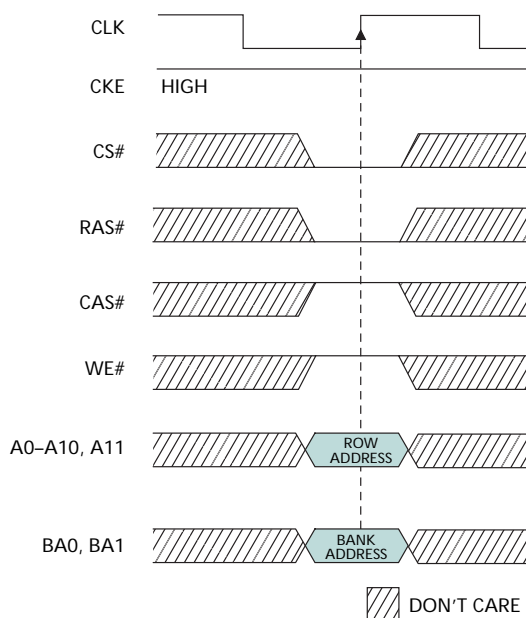 CLK
CKE HIGH
CS#
RAS#
CAS#
WE#
A0–A10, A11 ROW
ADDRESS
BA0, BA1 BANK
ADDRESS
DON'T CARE